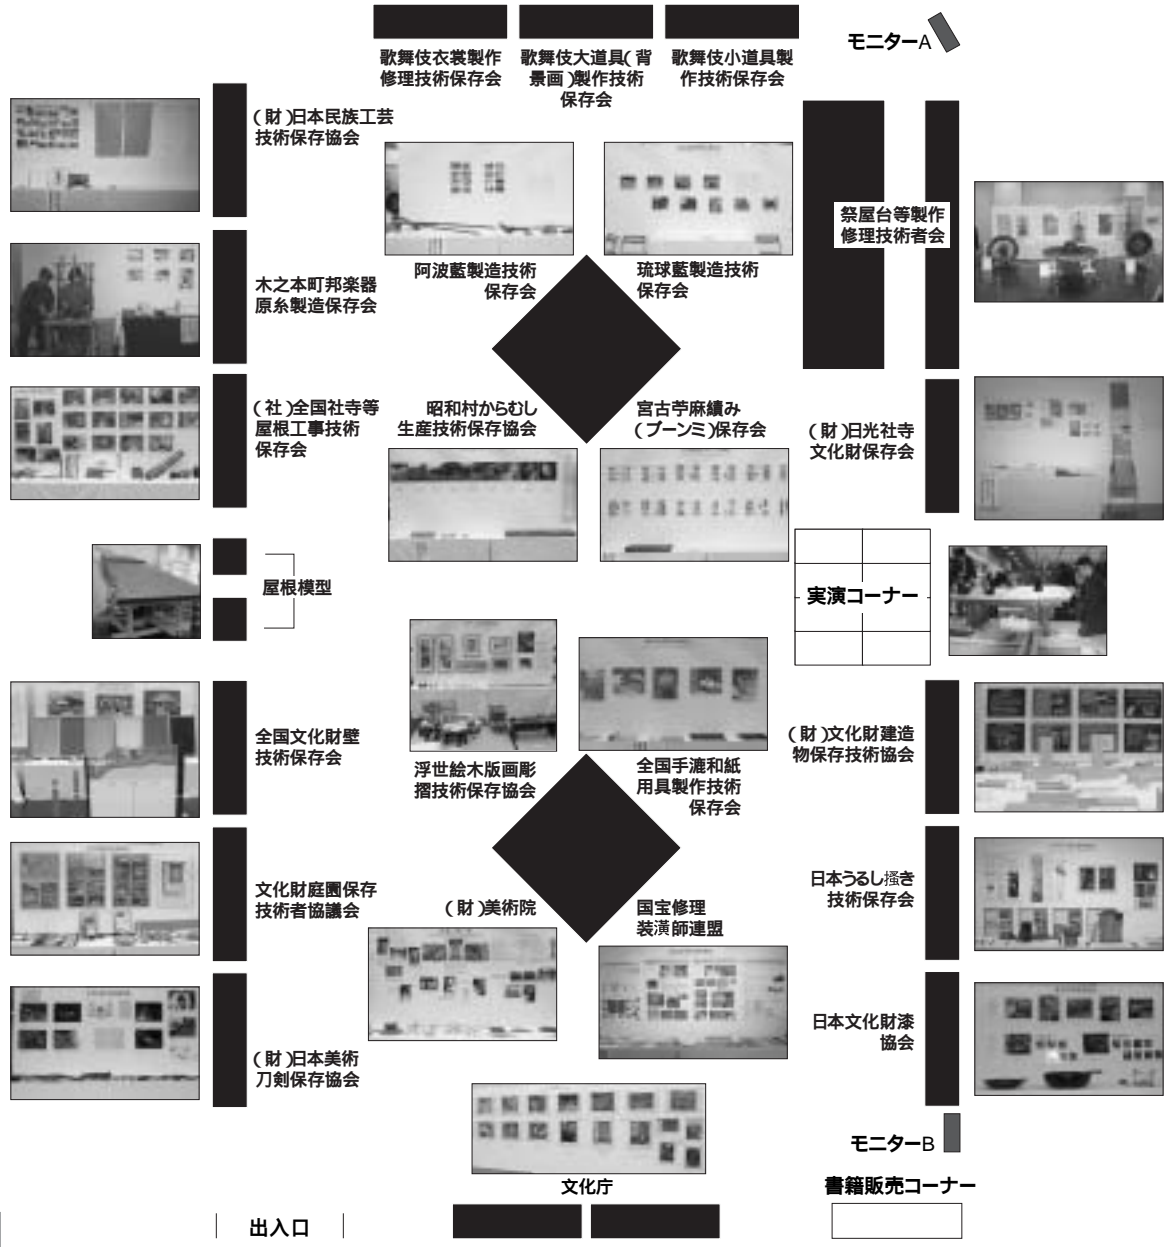 モニターA
歌舞伎衣裳製作
修理技術保存会
歌舞伎大道具(背
景画)製作技術
保存会
歌舞伎小道具製
作技術保存会
(財)日本民族工芸
技術保存協会
祭屋台等製作
修理技術者会
阿波藍製造技術
保存会
琉球藍製造技術
保存会
木之本町邦楽器
原糸製造保存会
(社)全国社寺等
屋根工事技術
保存会
昭和村からむし
生産技術保存協会
宮古苧麻績み
(ブーンミ)保存会
(財)日光社寺
文化財保存会
屋根模型
実演コーナー
全国文化財壁
技術保存会
浮世絵木版画彫
摺技術保存協会
全国手漉和紙
用具製作技術
保存会
(財)文化財建造
物保存技術協会
文化財庭園保存
技術者協議会
(財)美術院
国宝修理
装潢師連盟
日本うるし掻き
技術保存会
(財)日本美術
刀剣保存協会
日本文化財漆
協会
モニターB
文化庁
書籍販売コーナー
出入口